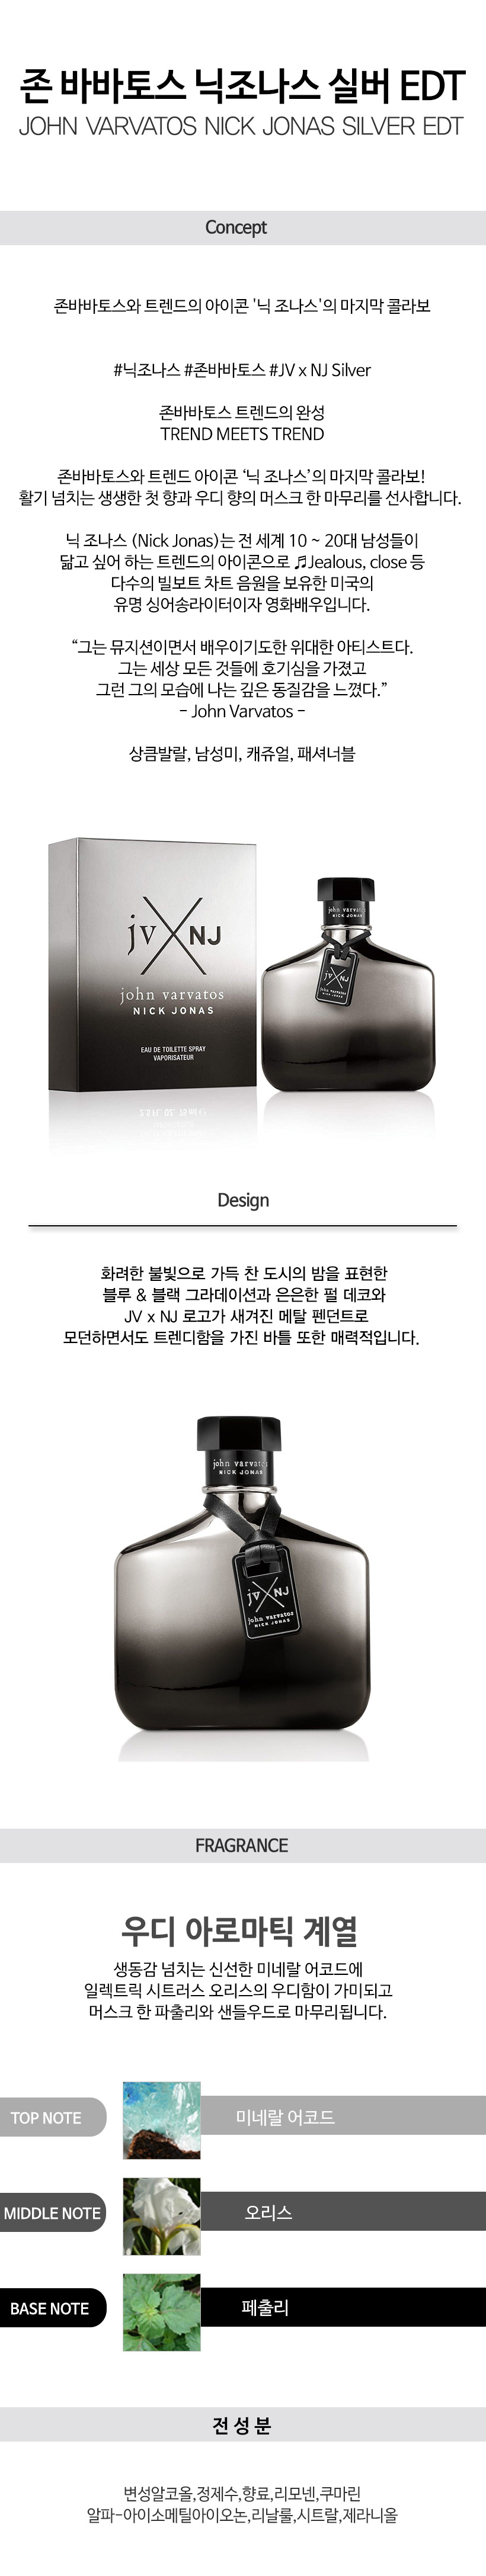 존 바바토스 닉조나스 실버 EDT
JOHN VARVATOS NICK JONAS SILVER EDT
Concept
존바바토스와 트렌드의 아이콘 '닉 조나스'의 마지막 콜라보
#닉조나스 #존바바토스 #JV x NJ Silver
존바바토스 트렌드의 완성
TREND MEETS TREND
존바바토스와 트렌드 아이콘 ‘닉 조나스’의 마지막 콜라보!
활기 넘치는 생생한 첫 향과 우디 향의 머스크 한 마무리를 선사합니다.
닉 조나스 (Nick Jonas)는 전 세계 10 ~ 20대 남성들이
닮고 싶어 하는 트렌드의 아이콘으로 ♬Jealous, close 등
다수의 빌보트 차트 음원을 보유한 미국의
유명 싱어송라이터이자 영화배우입니다.
“그는 뮤지션이면서 배우이기도한 위대한 아티스트다.
그는 세상 모든 것들에 호기심을 가졌고
그런 그의 모습에 나는 깊은 동질감을 느꼈다.”
- John Varvatos -
상큼발랄, 남성미, 캐쥬얼, 패셔너블
jv X NJ
john varvatos
NICK JONAS
EAU DE TOILETTE SPRAY
VAPORISATEUR
john varvatos
NICK JONAS
jv X NJ
john varvatos
NICK JONAS
Design
화려한 불빛으로 가득 찬 도시의 밤을 표현한
블루 & 블랙 그라데이션과 은은한 펄 데코와
JV x NJ 로고가 새겨진 메탈 펜던트로
모던하면서도 트렌디함을 가진 바틀 또한 매력적입니다.
john varvatos
NICK JONAS
jv X NJ
john varvatos
NICK JONAS
FRAGRANCE
우디 아로마틱 계열
생동감 넘치는 신선한 미네랄 어코드에
일렉트릭 시트러스 오리스의 우디함이 가미되고
머스크 한 파출리와 샌들우드로 마무리됩니다.
TOP NOTE 미네랄 어코드
MIDDLE NOTE 오리스
BASE NOTE 페출리
전 성 분
변성알코올,정제수,향료,리모넨,쿠마린
알파-아이소메틸아이오논,리날룰,시트랄,제라니올